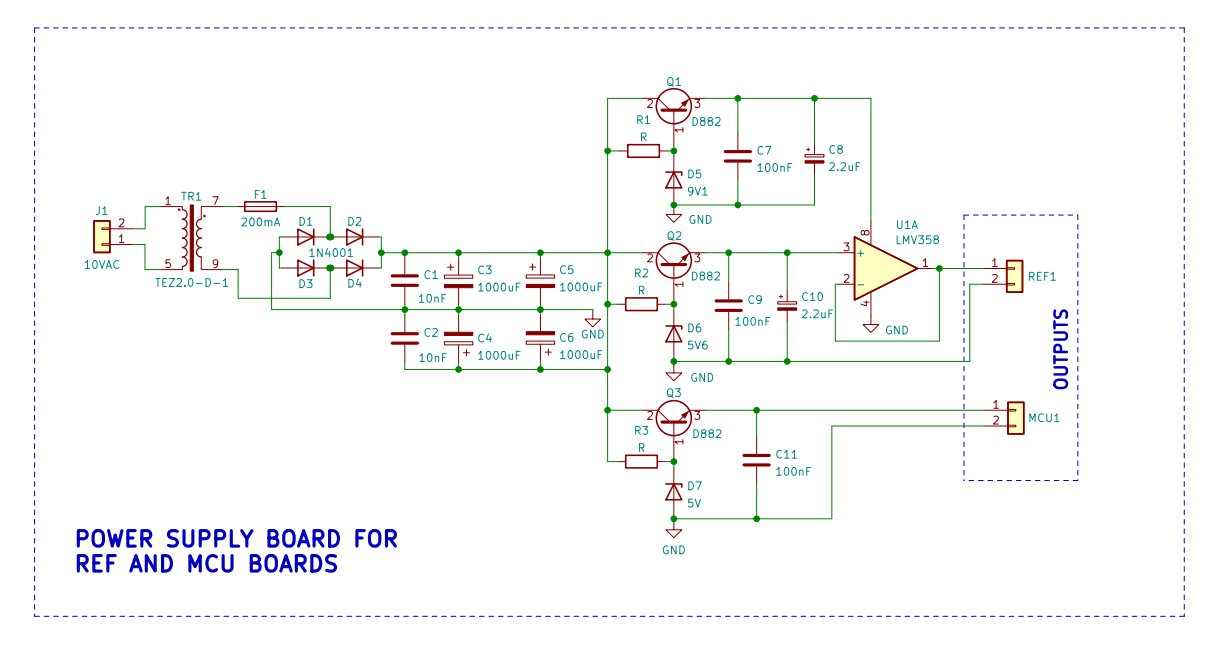 Q1
2
3
D882
1
R1
R
C7
100nF
C8
2.2uF
D5
9V1
GND
J1
2
1
10VAC
TR1
1
7
5
9
TEZ2.0-D-1
F1
200mA
D1
D2
1N4001
D3
D4
C1
10nF
C3
1000uF
C5
1000uF
C2
10nF
C4
1000uF
C6
1000uF
GND
Q2
2
3
D882
1
R2
R
C9
100nF
C10
2.2uF
D6
5V6
GND
U1A
LMV358
8
3
2
1
4
GND
1
2
REF1
OUTPUTS
Q3
2
3
D882
1
R3
R
C11
100nF
D7
5V
GND
1
2
MCU1
POWER SUPPLY BOARD FOR
REF AND MCU BOARDS